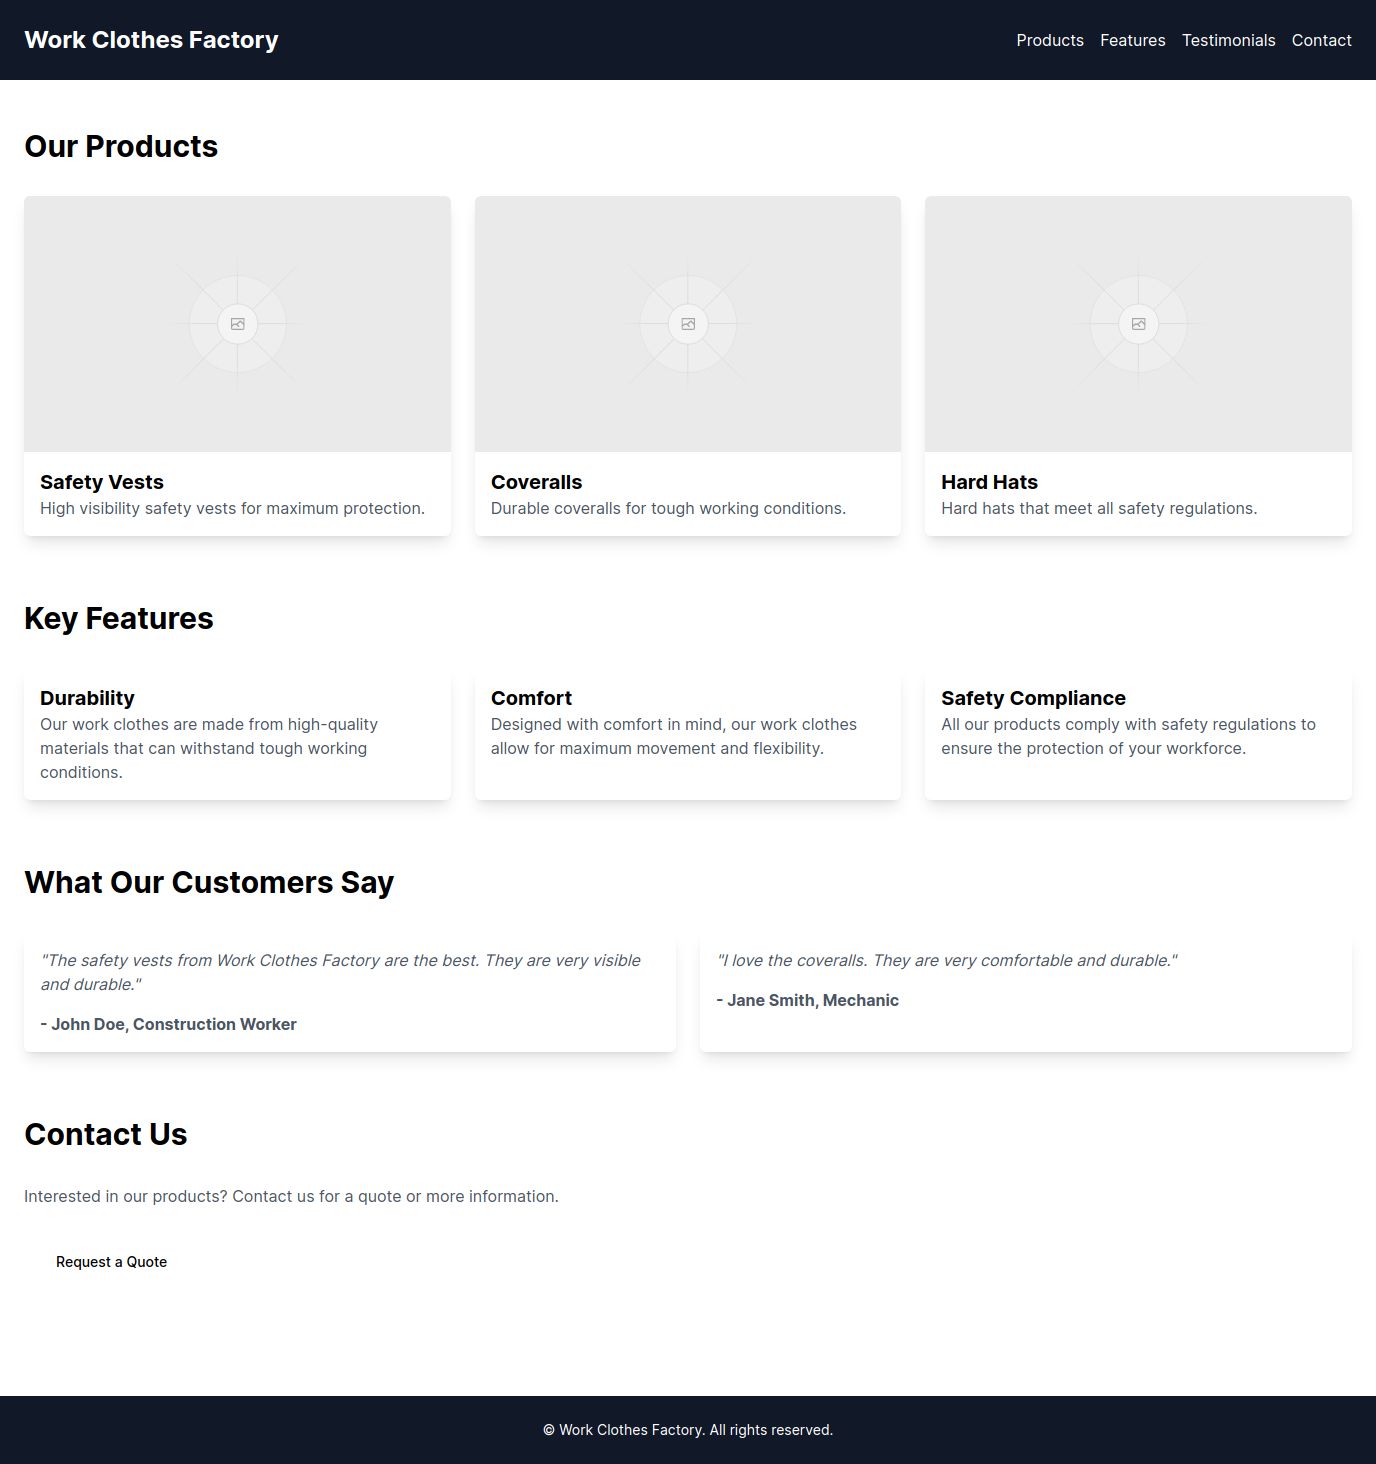 Work Clothes Factory
Products Features Testimonials Contact
Our Products
Safety Vests
High visibility safety vests for maximum protection.
Coveralls
Durable coveralls for tough working conditions.
Hard Hats
Hard hats that meet all safety regulations.
Key Features
Durability
Our work clothes are made from high-quality
materials that can withstand tough working
conditions.
Comfort
Designed with comfort in mind, our work clothes
allow for maximum movement and flexibility.
Safety Compliance
All our products comply with safety regulations to
ensure the protection of your workforce.
What Our Customers Say
"The safety vests from Work Clothes Factory are the best. They are very visible
and durable."
- John Doe, Construction Worker
"I love the coveralls. They are very comfortable and durable."
- Jane Smith, Mechanic
Contact Us
Interested in our products? Contact us for a quote or more information.
Request a Quote
© Work Clothes Factory. All rights reserved.